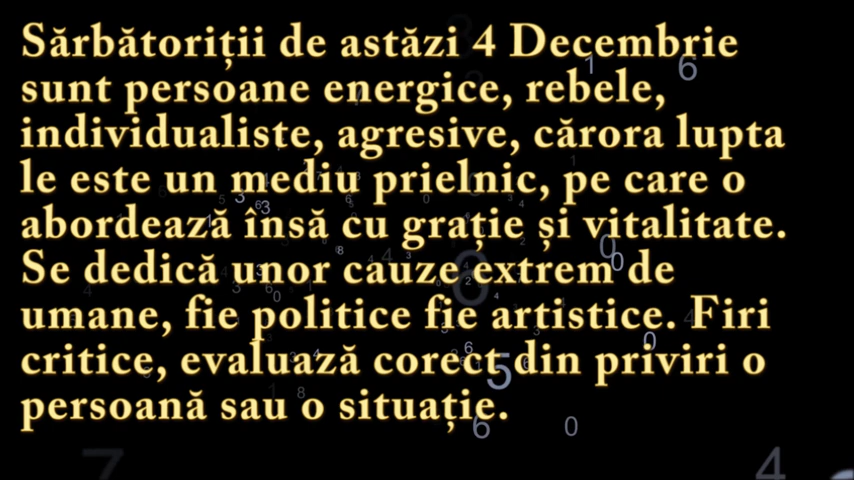 Sărbătoriții de astăzi 4 Decembrie
sunt persoane energice, rebele,
individualiste, agresive, cărora lupta
le este un mediu prielnic, pe care o
abordează însă cu grație și vitalitate.
Se dedică unor cauze extrem de
umane, fie politice fie artistice. Firi
critice, evaluază corect din priviri o
persoană sau o situație.